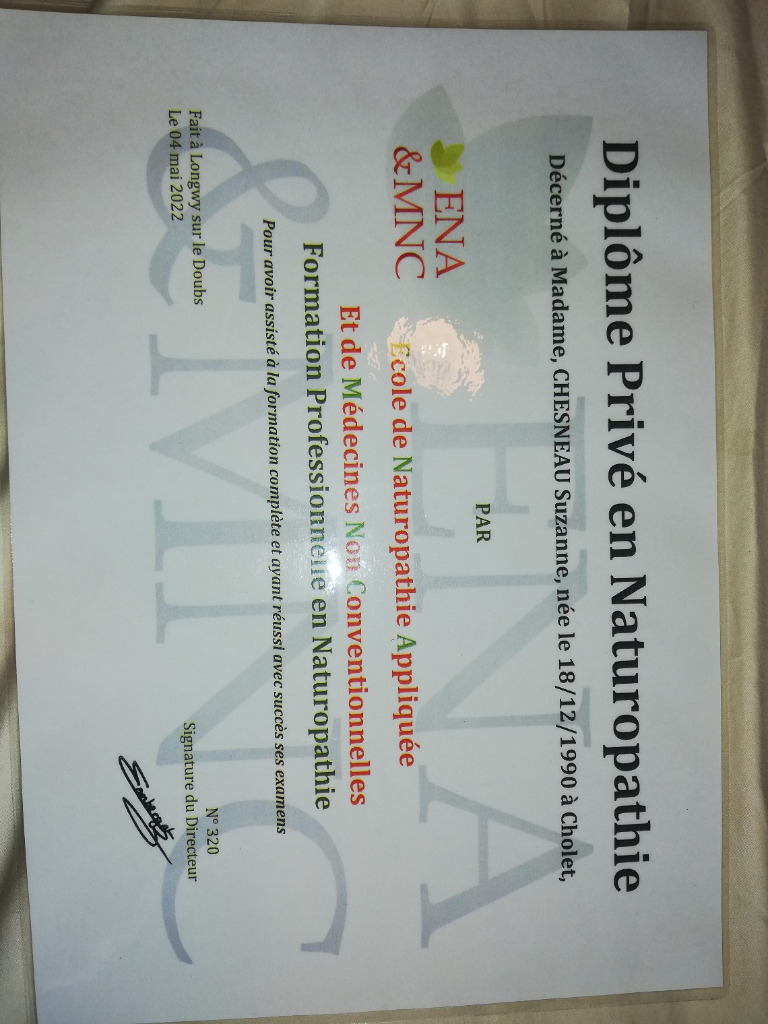 Diplôme Privé en Naturopathie
Décerné à Madame, CHESNEAU Suzanne, née le 18/12/1990 à Cholet,
PAR
ENA
&MNC
Ecole de Naturopathie Appliquée
Et de Médecines Non Conventionnelles
Formation Professionnelle en Naturopathie
Pour avoir assisté à la formation complète et ayant réussi avec succès ses examens
Fait à Longwy sur le Doubs
Le 04 mai 2022
N° 320
Signature du Directeur
ENA
&MNC